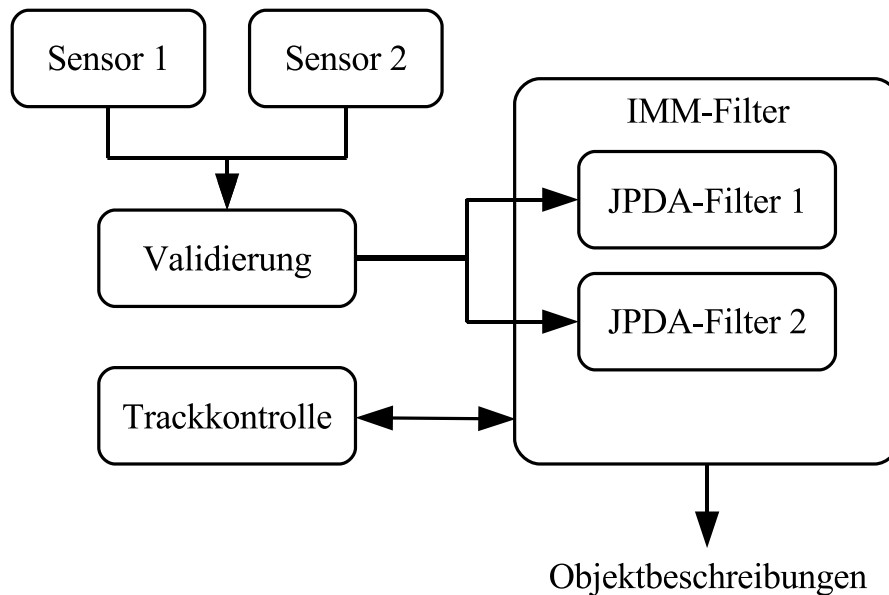 Sensor 1
Sensor 2
IMM-Filter
JPDA-Filter 1
Validierung
JPDA-Filter 2
Trackkontrolle
Objektbeschreibungen